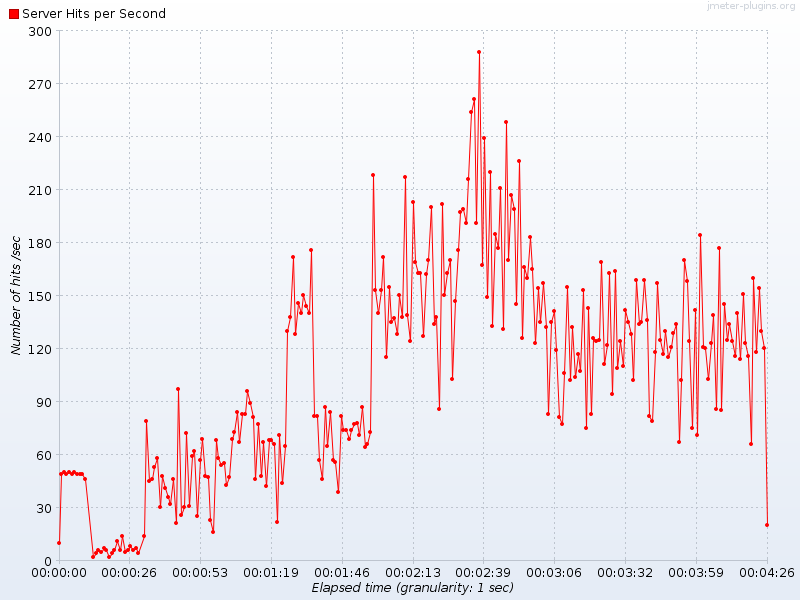 jmeter-plugins.org
Server Hits per Second
300
270
240
210
180
150
120
90
60
30
0
Number of hits /sec
00:00:00 00:00:26 00:00:53 00:01:19 00:01:46 00:02:13 00:02:39 00:03:06 00:03:32 00:03:59 00:04:26
Elapsed time (granularity: 1 sec)